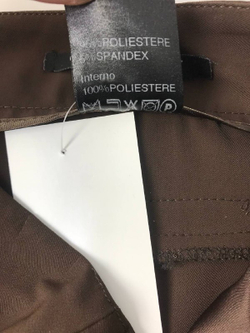 POLIESTERE
SPANDEX
Interno
100%POLIESTERE